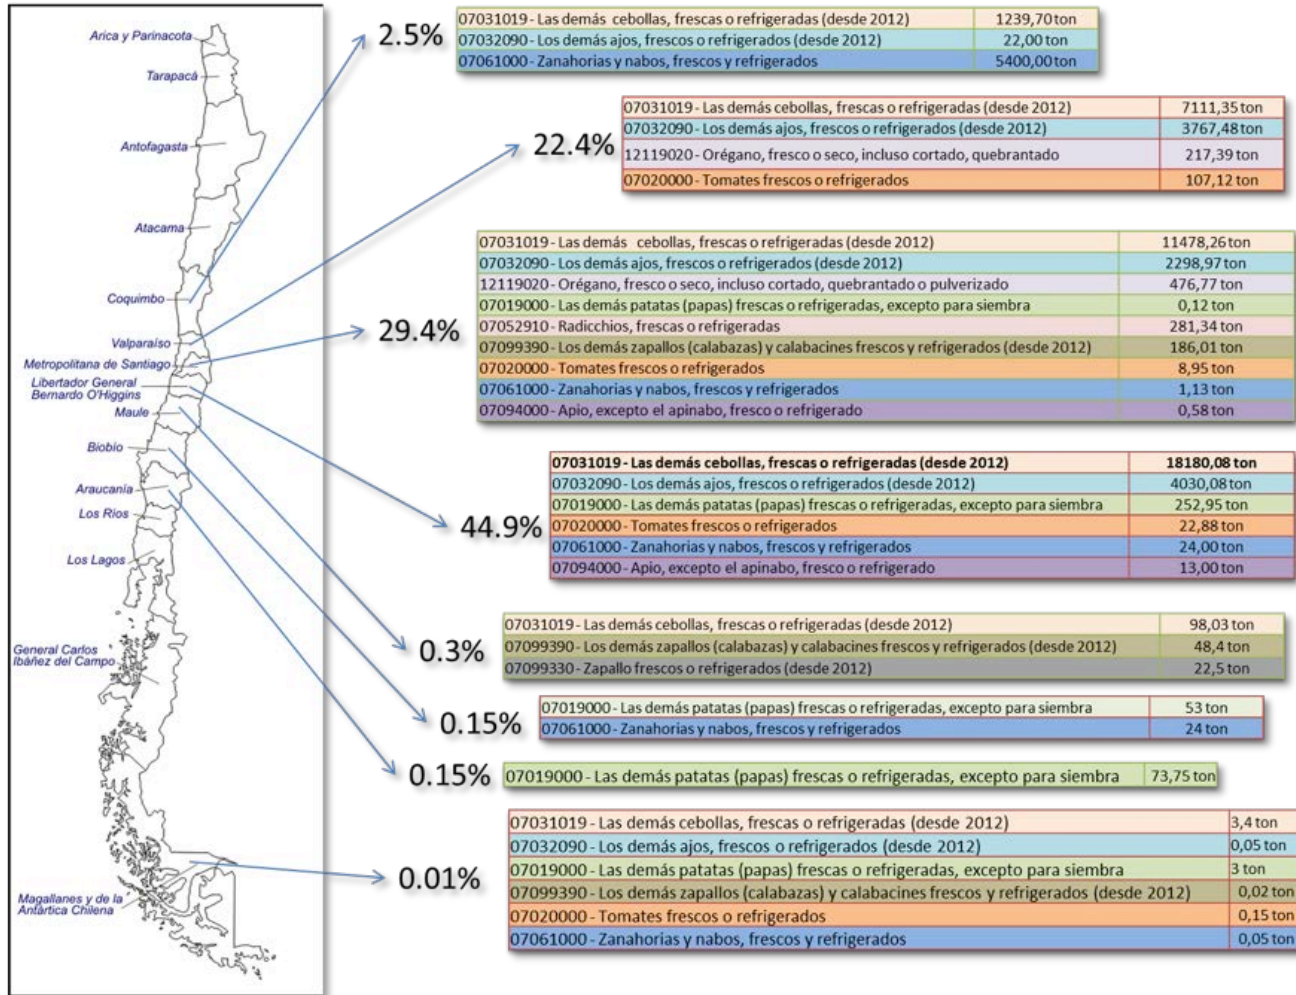 Arica y Parinacota
Tarapacá
Antofagasta
Atacama
Coquimbo
Valparaíso
Metropolitana de Santiago
Libertador General
Bernardo O'Higgins
Maule
Biobío
Araucanía
Los Ríos
Los Lagos
General Carlos
Ibáñez del Campo
Magallanes y de la
Antártica Chilena
2.5%
07031019 - Las demás cebollas, frescas o refrigeradas (desde 2012) 1239,70 ton
07032090 - Los demás ajos, frescos o refrigerados (desde 2012) 22,00 ton
07061000 - Zanahorias y nabos, frescos y refrigerados 5400,00 ton
22.4%
07031019 - Las demás cebollas, frescas o refrigeradas (desde 2012) 7111,35 ton
07032090 - Los demás ajos, frescos o refrigerados (desde 2012) 3767,48 ton
12119020 - Orégano, fresco o seco, incluso cortado, quebrantado 217,39 ton
07020000 - Tomates frescos o refrigerados 107,12 ton
29.4%
07031019 - Las demás cebollas, frescas o refrigeradas (desde 2012) 11478,26 ton
07032090 - Los demás ajos, frescos o refrigerados (desde 2012) 2298,97 ton
12119020 - Orégano, fresco o seco, incluso cortado, quebrantado o pulverizado 476,77 ton
07019000 - Las demás patatas (papas) frescas o refrigeradas, excepto para siembra 0,12 ton
07052910 - Radicchios, frescas o refrigeradas 281,34 ton
07099390 - Los demás zapallos (calabazas) y calabacines frescos y refrigerados (desde 2012) 186,01 ton
07020000 - Tomates frescos o refrigerados 8,95 ton
07061000 - Zanahorias y nabos, frescos y refrigerados 1,13 ton
07094000 - Apio, excepto el apinabo, fresco o refrigerado 0,58 ton
44.9%
07031019 - Las demás cebollas, frescas o refrigeradas (desde 2012) 18180,08 ton
07032090 - Los demás ajos, frescos o refrigerados (desde 2012) 4030,08 ton
07019000 - Las demás patatas (papas) frescas o refrigeradas, excepto para siembra 252,95 ton
07020000 - Tomates frescos o refrigerados 22,88 ton
07061000 - Zanahorias y nabos, frescos y refrigerados 24,00 ton
07094000 - Apio, excepto el apinabo, fresco o refrigerado 13,00 ton
0.3%
07031019 - Las demás cebollas, frescas o refrigeradas (desde 2012) 98,03 ton
07099390 - Los demás zapallos (calabazas) y calabacines frescos y refrigerados (desde 2012) 48,4 ton
07099330 - Zapallo frescos o refrigerados (desde 2012) 22,5 ton
0.15%
07019000 - Las demás patatas (papas) frescas o refrigeradas, excepto para siembra 53 ton
07061000 - Zanahorias y nabos, frescos y refrigerados 24 ton
0.15%
07019000 - Las demás patatas (papas) frescas o refrigeradas, excepto para siembra 73,75 ton
0.01%
07031019 - Las demás cebollas, frescas o refrigeradas (desde 2012) 3,4 ton
07032090 - Los demás ajos, frescos o refrigerados (desde 2012) 0,05 ton
07019000 - Las demás patatas (papas) frescas o refrigeradas, excepto para siembra 3 ton
07099390 - Los demás zapallos (calabazas) y calabacines frescos y refrigerados (desde 2012) 0,02 ton
07020000 - Tomates frescos o refrigerados 0,15 ton
07061000 - Zanahorias y nabos, frescos y refrigerados 0,05 ton